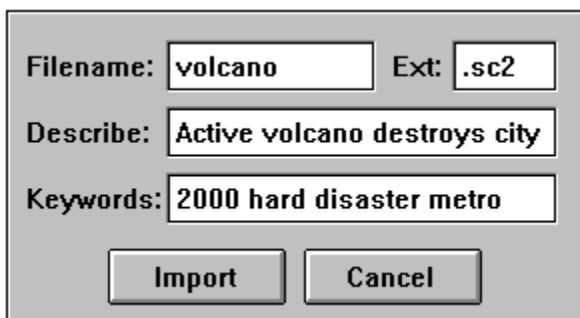 Filename: volcano Ext: .sc2
Describe: Active volcano destroys city
Keywords: 2000 hard disaster metro
Import Cancel